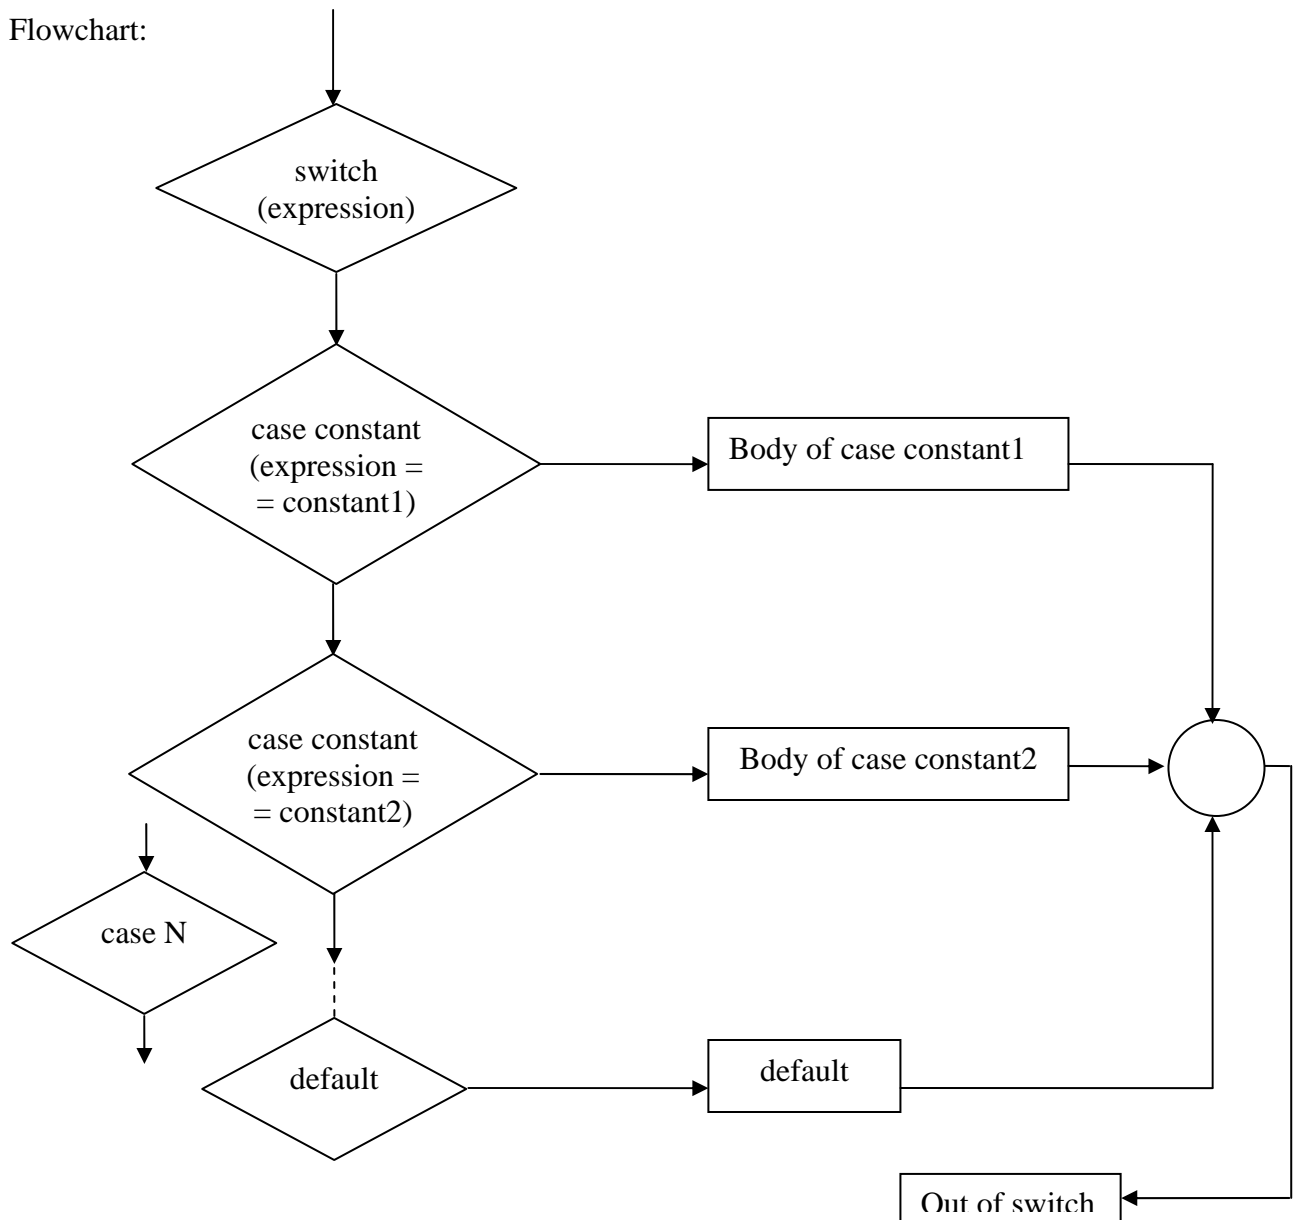 Flowchart:
switch
(expression)
case constant
(expression =
= constant1)
Body of case constant1
case constant
(expression =
= constant2)
Body of case constant2
case N
default
default
Out of switch